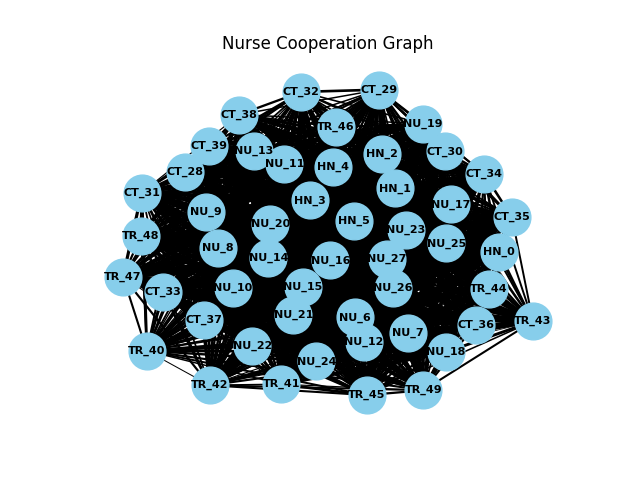 Nurse Cooperation Graph
CT_32
CT_29
CT_38
TR_46
NU_19
CT_39
NU_13
NU_11
HN_4
HN_2
CT_30
CT_28
CT_34
CT_31
HN_3
HN_1
NU_17
NU_9
NU_20
HN_5
CT_35
TR_48
NU_8
NU_23
NU_25
HN_0
NU_14
NU_16
NU_27
TR_47
CT_33
NU_10
NU_15
NU_26
TR_44
CT_37
NU_21
NU_6
CT_36
TR_43
TR_40
NU_22
NU_12
NU_7
NU_18
NU_24
TR_42
TR_41
TR_45
TR_49